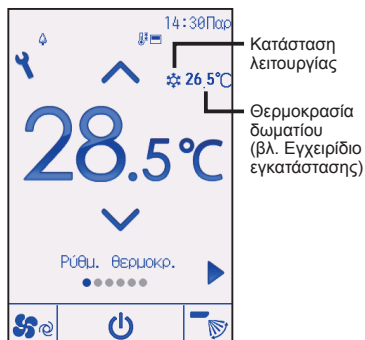 14:30Παρ
26.5°C
28.5°C
Ρύθμ. θερμοκρ.
Κατάσταση
λειτουργίας
Θερμοκρασία
δωματίου
(βλ. Εγχειρίδιο
εγκατάστασης)